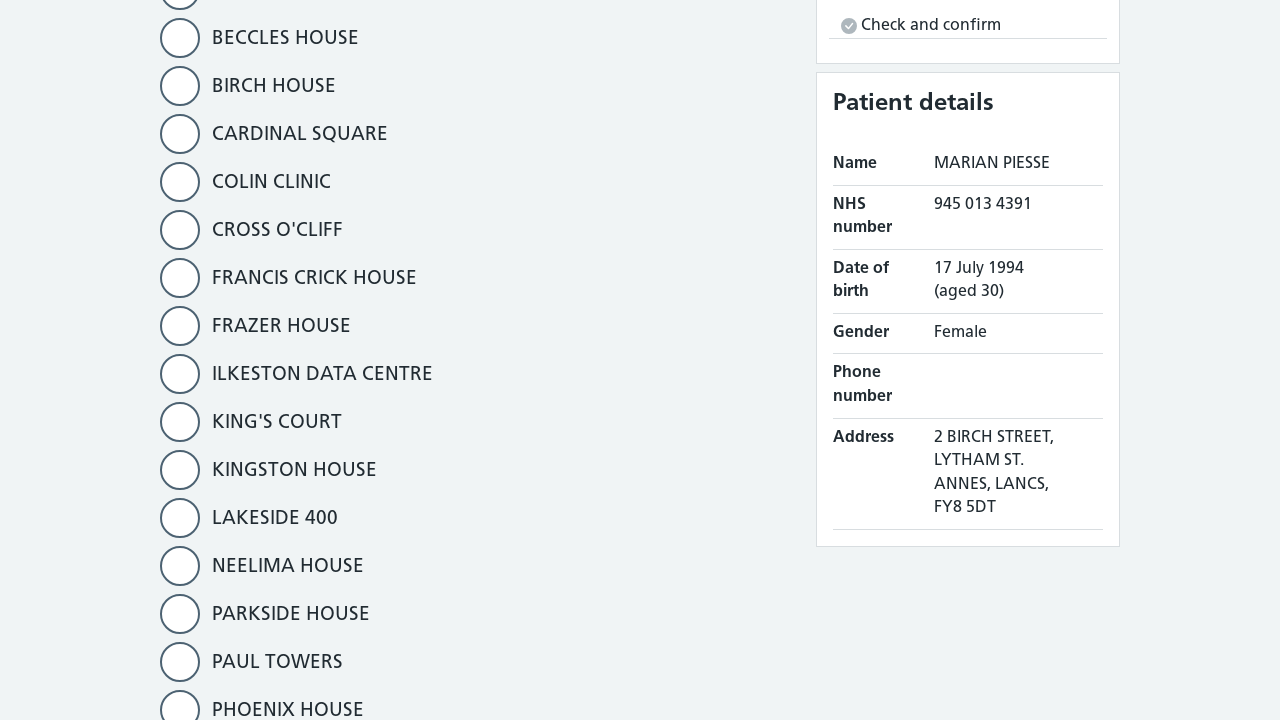 BECCLES HOUSE
BIRCH HOUSE
CARDINAL SQUARE
COLIN CLINIC
CROSS O'CLIFF
FRANCIS CRICK HOUSE
FRAZER HOUSE
ILKESTON DATA CENTRE
KING'S COURT
KINGSTON HOUSE
LAKESIDE 400
NEELIMA HOUSE
PARKSIDE HOUSE
PAUL TOWERS
PHOENIX HOUSE
Check and confirm
Patient details
Name MARIAN PIESSE
NHS number 945 013 4391
Date of birth 17 July 1994
(aged 30)
Gender Female
Phone number
Address 2 BIRCH STREET,
LYTHAM ST.
ANNES, LANCS,
FY8 5DT